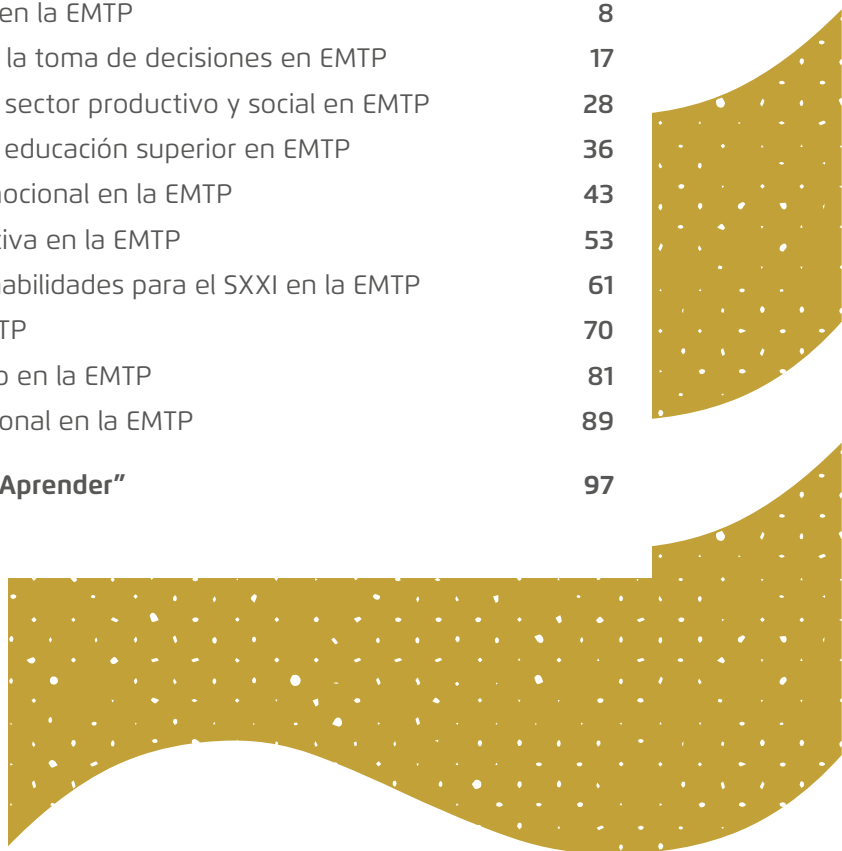 en la EMTP 8
la toma de decisiones en EMTP 17
sector productivo y social en EMTP 28
educación superior en EMTP 36
ocional en la EMTP 43
tiva en la EMTP 53
habilidades para el SXXI en la EMTP 61
TP 70
o en la EMTP 81
onal en la EMTP 89
Aprender” 97